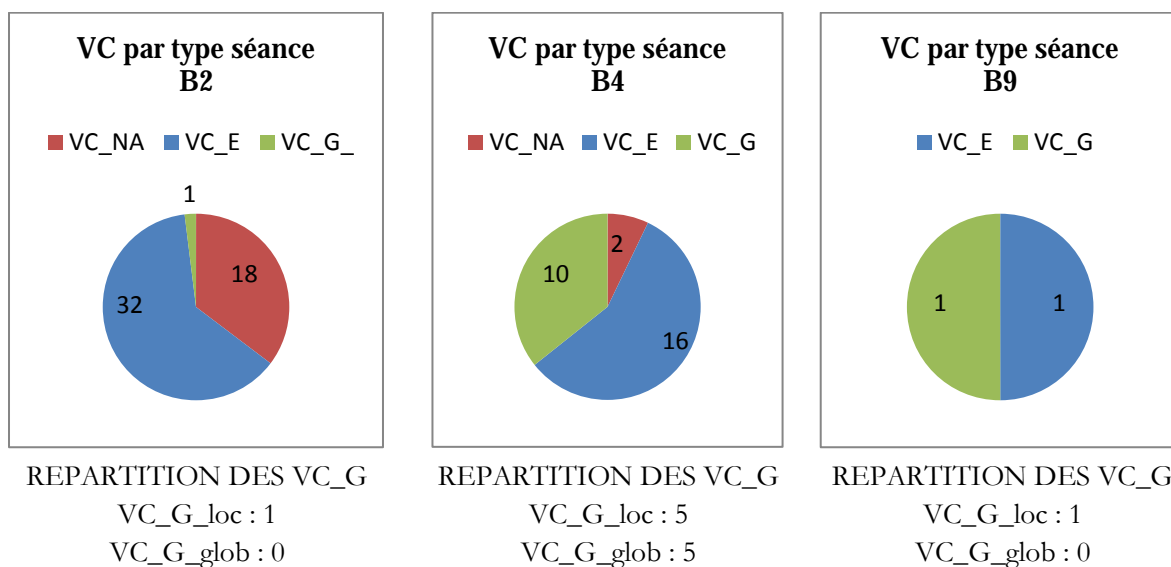 VC par type séance
B2
VC_NA VC_E VC_G_
1
18
32
REPARTITION DES VC_G
VC_G_loc : 1
VC_G_glob : 0
VC par type séance
B4
VC_NA VC_E VC_G
2
10
16
REPARTITION DES VC_G
VC_G_loc : 5
VC_G_glob : 5
VC par type séance
B9
VC_E VC_G
1
1
REPARTITION DES VC_G
VC_G_loc : 1
VC_G_glob : 0